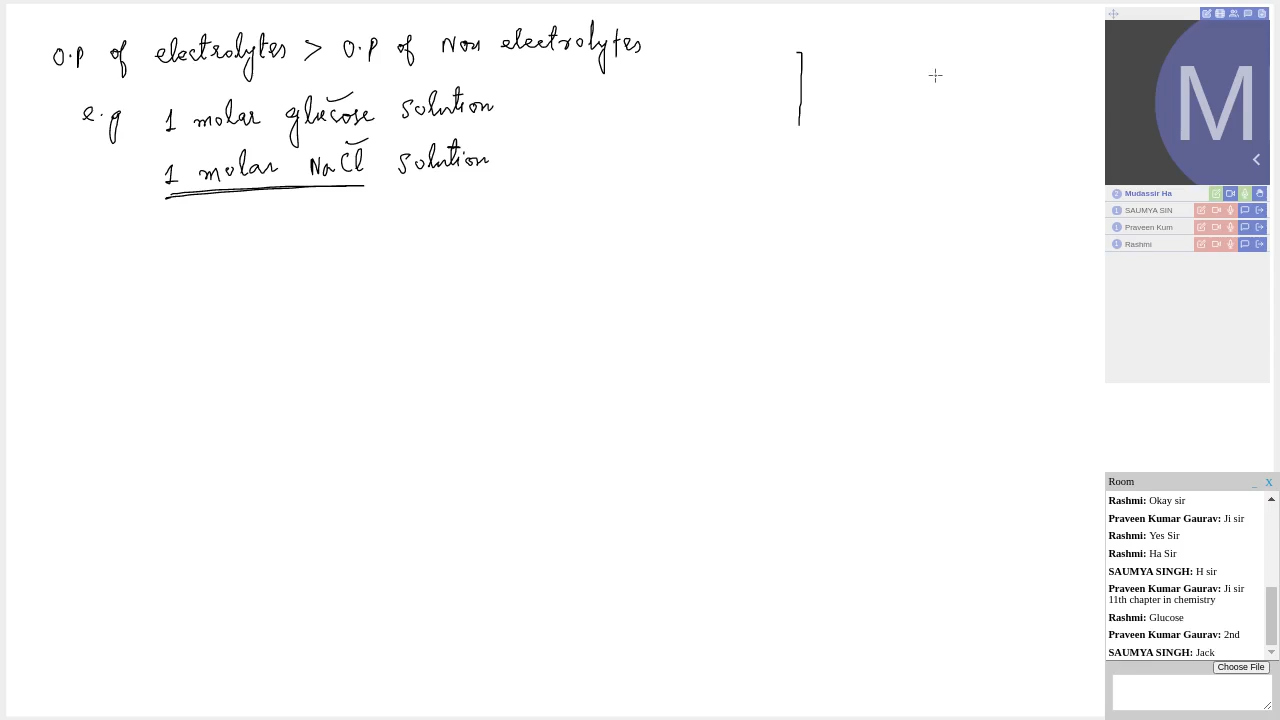 O.P of electrolytes > O.P of Non electrolytes
e.g 1 molar glucose solution
1 molar NaCl solution
M
Mudassir Ha
SAUMYA SIN
Praveen Kum
Rashmi
Room _ X
Rashmi: Okay sir
Praveen Kumar Gaurav: Ji sir
Rashmi: Yes Sir
Rashmi: Ha Sir
SAUMYA SINGH: H sir
Praveen Kumar Gaurav: Ji sir
11th chapter in chemistry
Rashmi: Glucose
Praveen Kumar Gaurav: 2nd
SAUMYA SINGH: Jack
Choose File